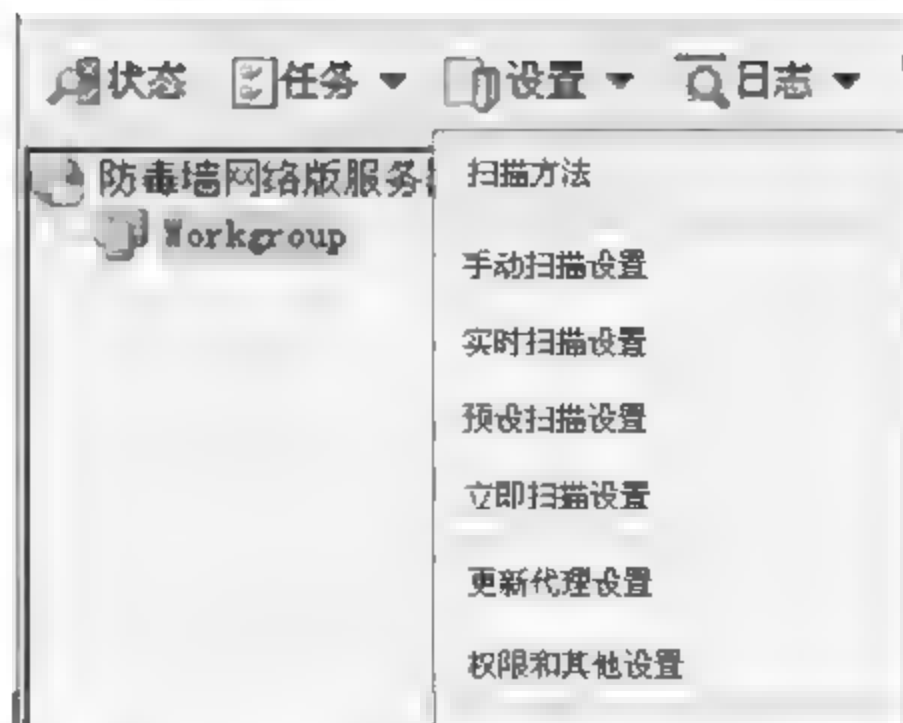 状态 任务 设置 日志
防毒墙网络版服务
Workgroup
扫描方法
手动扫描设置
实时扫描设置
预设扫描设置
立即扫描设置
更新代理设置
权限和其他设置